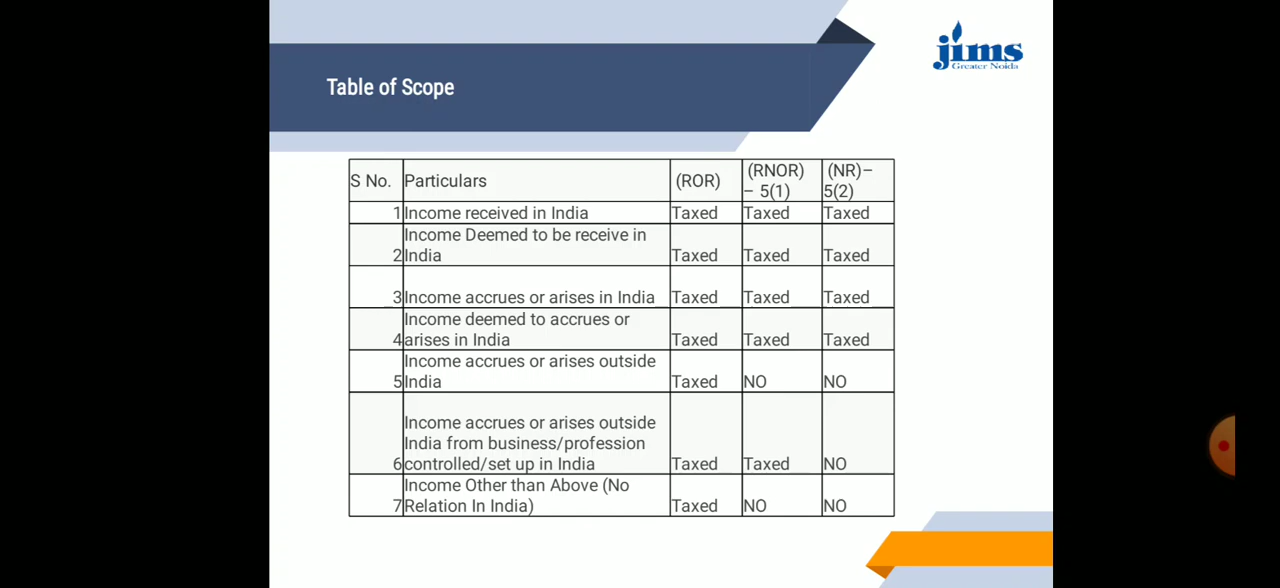 jims
Greater Noida
Table of Scope
S No. Particulars (ROR) (RNOR) – 5(1) (NR)– 5(2)
1 Income received in India Taxed Taxed Taxed
2 Income Deemed to be receive in India Taxed Taxed Taxed
3 Income accrues or arises in India Taxed Taxed Taxed
4 Income deemed to accrues or arises in India Taxed Taxed Taxed
5 Income accrues or arises outside India Taxed NO NO
6 Income accrues or arises outside India from business/profession controlled/set up in India Taxed Taxed NO
7 Income Other than Above (No Relation In India) Taxed NO NO